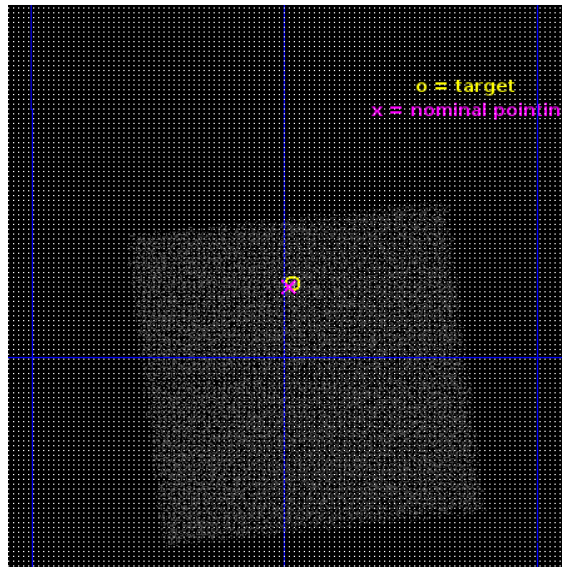 o = target
x = nominal pointin